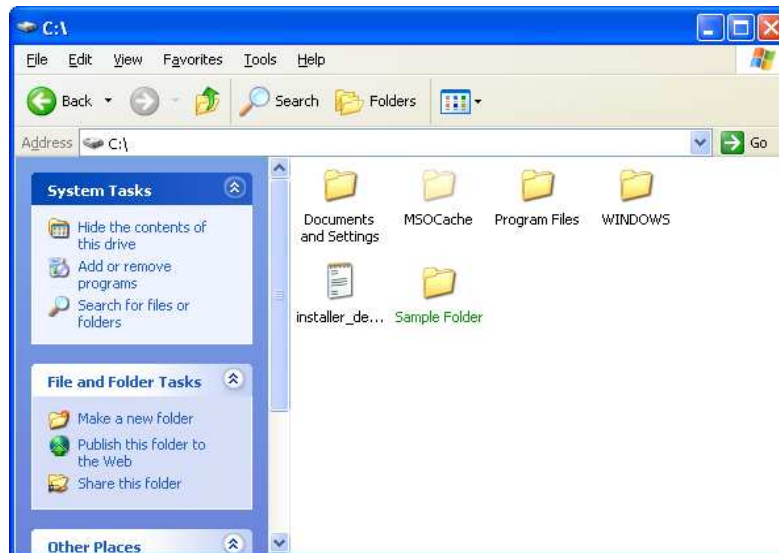 C:\
File Edit View Favorites Tools Help
Back Search Folders
Address C:\ Go
System Tasks
Hide the contents of
this drive
Add or remove
programs
Search for files or
folders
File and Folder Tasks
Make a new folder
Publish this folder to
the Web
Share this folder
Other Places
Documents
and Settings
MSOCache
Program Files
WINDOWS
installer_de...
Sample Folder